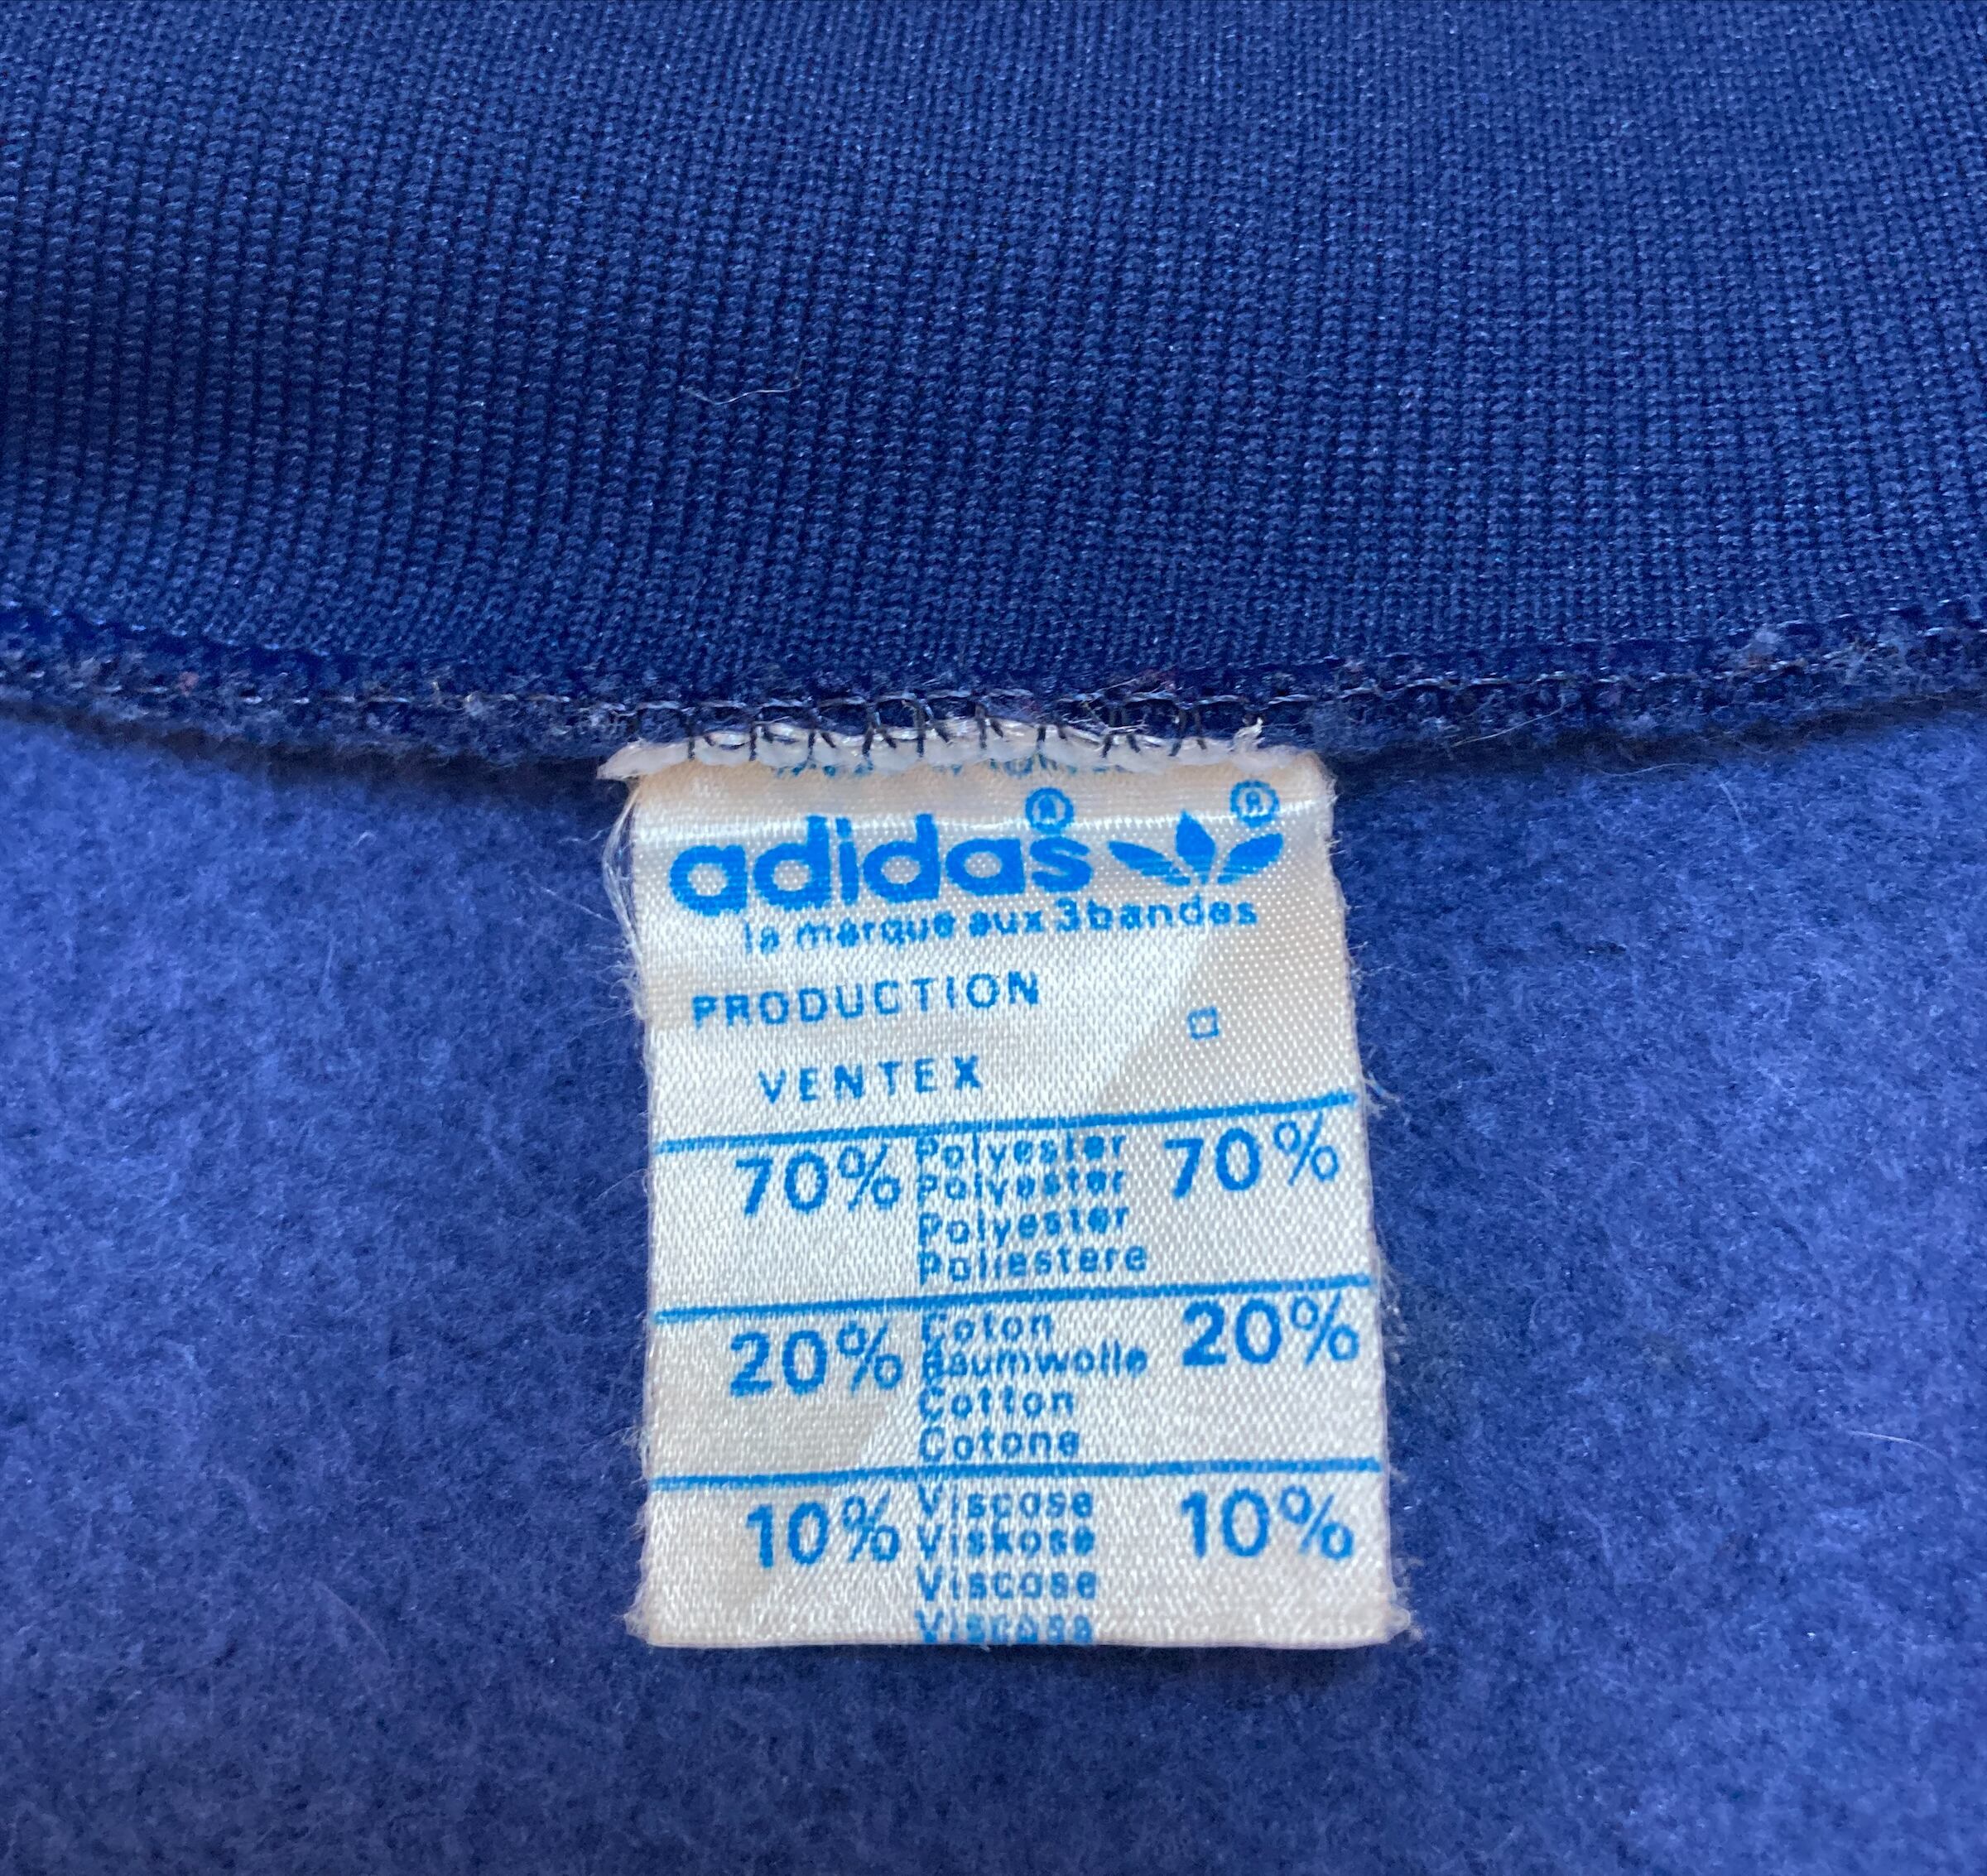 adidas® ®
la marque aux 3 bandes
PRODUCTION
VENTEX
70% Polyester 70%
Polyester
Polyester
Poliestere
20% Coton 20%
Baumwolle
Cotton
Cotone
10% Viscose 10%
Viskose
Viscose
Viscosa